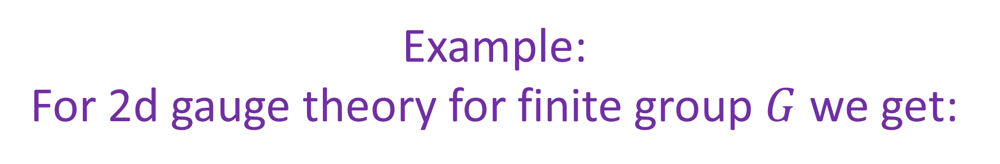 Example:
For 2d gauge theory for finite group G we get: